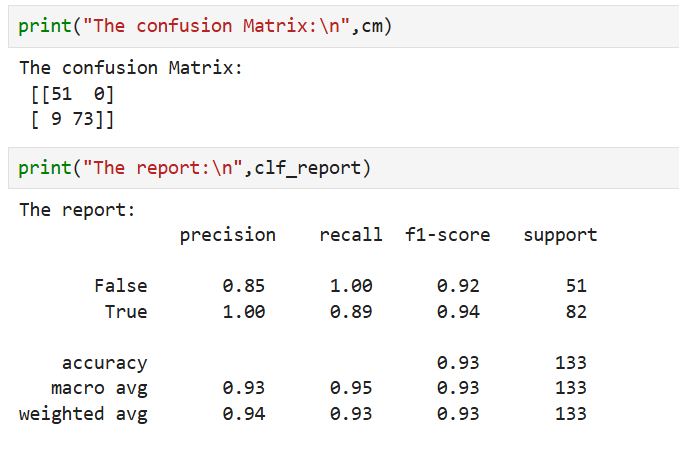 print("The confusion Matrix:\n",cm)
The confusion Matrix:
[[51  0]
[ 9 73]]
print("The report:\n",clf_report)
The report:
precision    recall  f1-score   support
False       0.85      1.00      0.92        51
True       1.00      0.89      0.94        82
accuracy                           0.93       133
macro avg       0.93      0.95      0.93       133
weighted avg       0.94      0.93      0.93       133